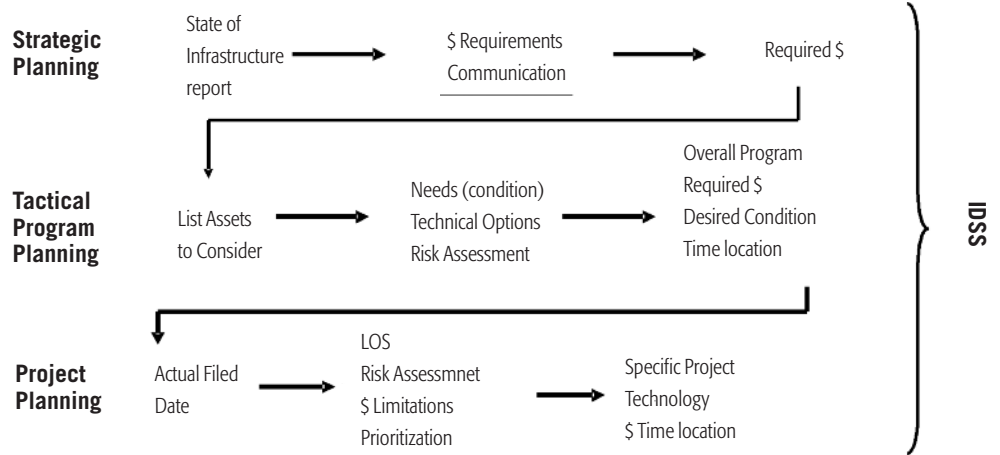 Strategic
Planning
State of
Infrastructure
report
$ Requirements
Communication
Required $
Tactical
Program
Planning
List Assets
to Consider
Needs (condition)
Technical Options
Risk Assessment
Overall Program
Required $
Desired Condition
Time location
Project
Planning
Actual Filed
Date
LOS
Risk Assessmnet
$ Limitations
Prioritization
Specific Project
Technology
$ Time location
IDSS